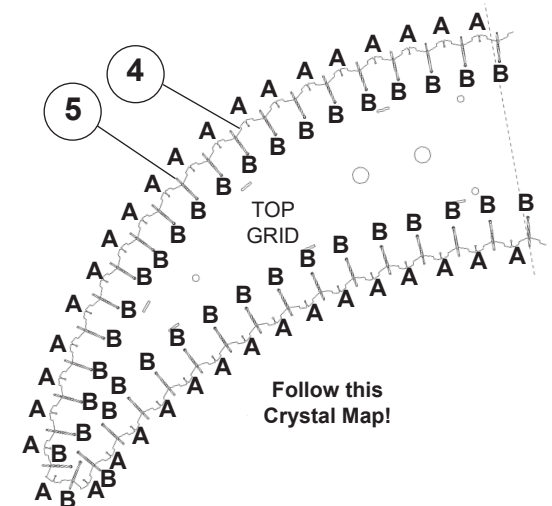 A A A A A A A A A A A A A A A A A A A A
4
5
B B B B B B B B B B B B B B B B B B B B B
TOP
GRID
B B B B B B B B B B B B B B B
A A A A A A A A A A A A A A A
Follow this
Crystal Map!